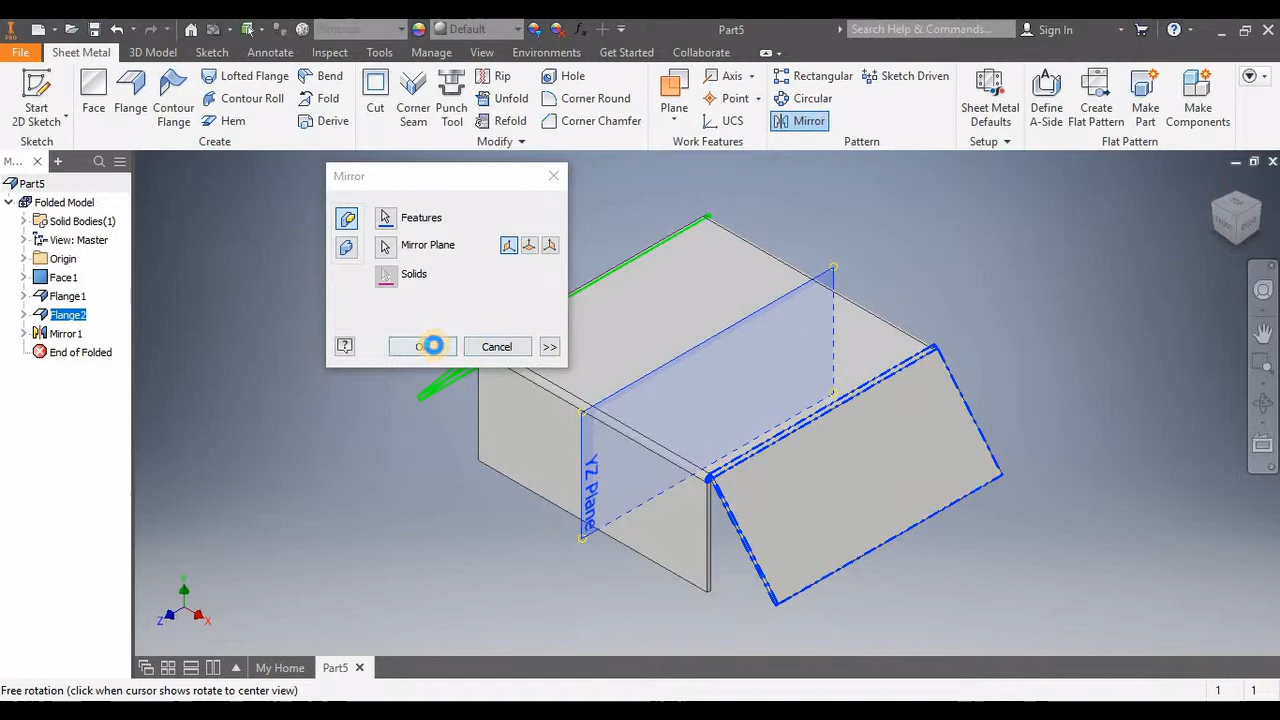 PRO
Default
Part5
Search Help & Commands...
Sign In
File
Sheet Metal
3D Model
Sketch
Annotate
Inspect
Tools
Manage
View
Environments
Get Started
Collaborate
Start
2D Sketch
Face
Flange
Contour
Flange
Lofted Flange
Contour Roll
Hem
Bend
Fold
Derive
Cut
Corner
Seam
Punch
Tool
Rip
Unfold
Refold
Hole
Corner Round
Corner Chamfer
Plane
Axis
Point
UCS
Rectangular
Circular
Mirror
Sketch Driven
Sheet Metal
Defaults
Define
A-Side
Create
Flat Pattern
Make
Part
Make
Components
Sketch
Create
Modify
Work Features
Pattern
Setup
Flat Pattern
M...
Part5
Folded Model
Solid Bodies(1)
View: Master
Origin
Face1
Flange1
Flange2
Mirror1
End of Folded
Mirror
Features
Mirror Plane
Solids
Cancel
>>
YZ Plane
Y
Z
X
My Home
Part5
Free rotation (click when cursor shows rotate to center view)
1
1